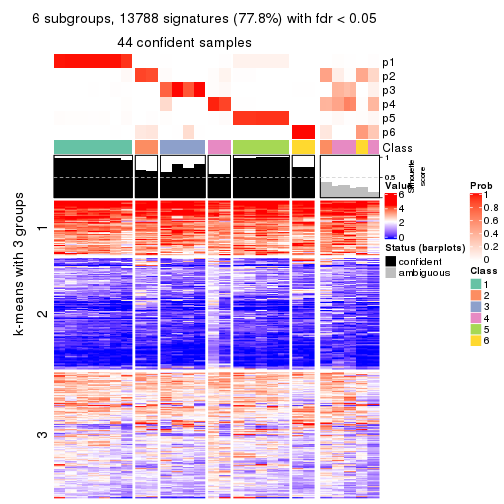 6 subgroups, 13788 signatures (77.8%) with fdr < 0.05
44 confident samples
p1
p2
p3
p4
p5
p6
Class
1
0.5
0
Silhouette
score
k-means with 3 groups
1
2
3
Value
6
4
2
0
Status (barplots)
confident
ambiguous
Prob
1
0.8
0.6
0.4
0.2
0
Class
1
2
3
4
5
6